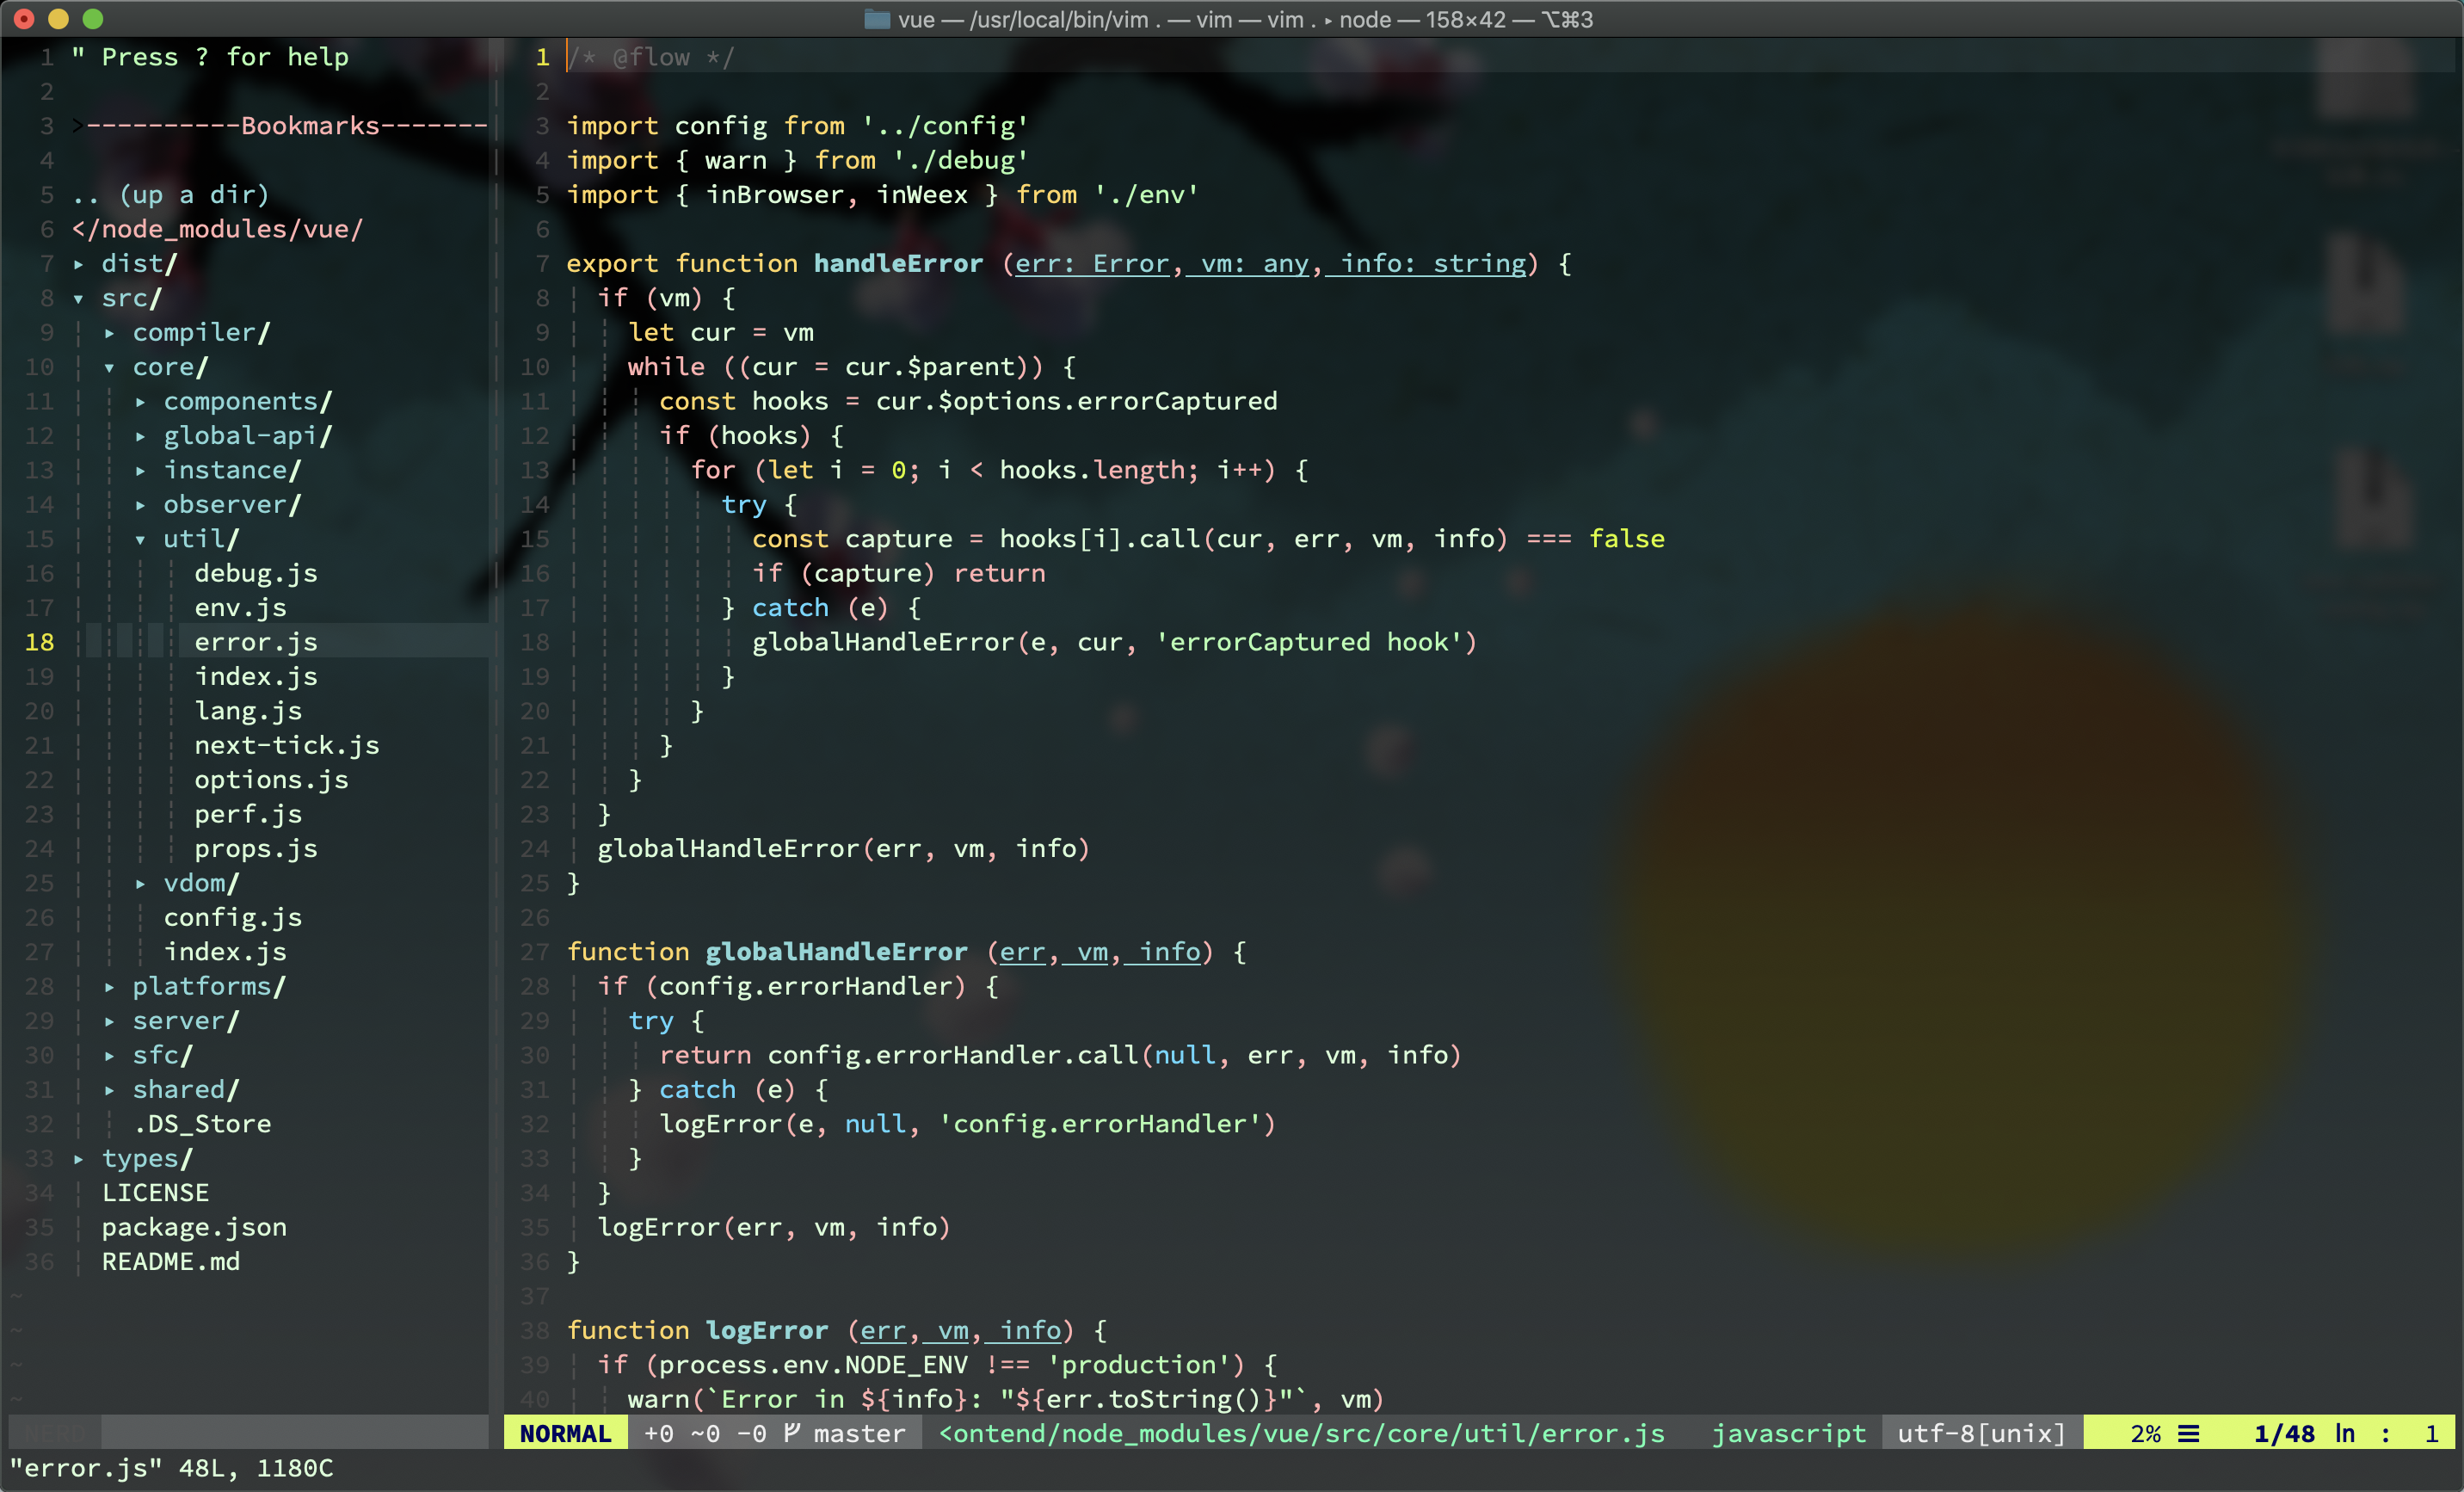 vue — /usr/local/bin/vim . — vim — vim . ▸ node — 158×42 — ⌥⌘3
1 " Press ? for help
2
3 >----------Bookmarks-------
4
5 .. (up a dir)
6 </node_modules/vue/
7 ▸ dist/
8 ▾ src/
9 ▸ compiler/
10 ▾ core/
11 ▸ components/
12 ▸ global-api/
13 ▸ instance/
14 ▸ observer/
15 ▾ util/
16 debug.js
17 env.js
18 error.js
19 index.js
20 lang.js
21 next-tick.js
22 options.js
23 perf.js
24 props.js
25 ▸ vdom/
26 config.js
27 index.js
28 ▸ platforms/
29 ▸ server/
30 ▸ sfc/
31 ▸ shared/
32 .DS_Store
33 ▸ types/
34 LICENSE
35 package.json
36 README.md
~
~
~
~
1 /* @flow */
2
3 import config from '../config'
4 import { warn } from './debug'
5 import { inBrowser, inWeex } from './env'
6
7 export function handleError (err: Error, vm: any, info: string) {
8 if (vm) {
9 let cur = vm
10 while ((cur = cur.$parent)) {
11 const hooks = cur.$options.errorCaptured
12 if (hooks) {
13 for (let i = 0; i < hooks.length; i++) {
14 try {
15 const capture = hooks[i].call(cur, err, vm, info) === false
16 if (capture) return
17 } catch (e) {
18 globalHandleError(e, cur, 'errorCaptured hook')
19 }
20 }
21 }
22 }
23 }
24 globalHandleError(err, vm, info)
25 }
26
27 function globalHandleError (err, vm, info) {
28 if (config.errorHandler) {
29 try {
30 return config.errorHandler.call(null, err, vm, info)
31 } catch (e) {
32 logError(e, null, 'config.errorHandler')
33 }
34 }
35 logError(err, vm, info)
36 }
37
38 function logError (err, vm, info) {
39 if (process.env.NODE_ENV !== 'production') {
40 warn(`Error in ${info}: "${err.toString()}"`, vm)
NERD
NORMAL +0 ~0 -0 master <ontend/node_modules/vue/src/core/util/error.js javascript utf-8[unix] 2% ☰ 1/48 ln : 1
"error.js" 48L, 1180C